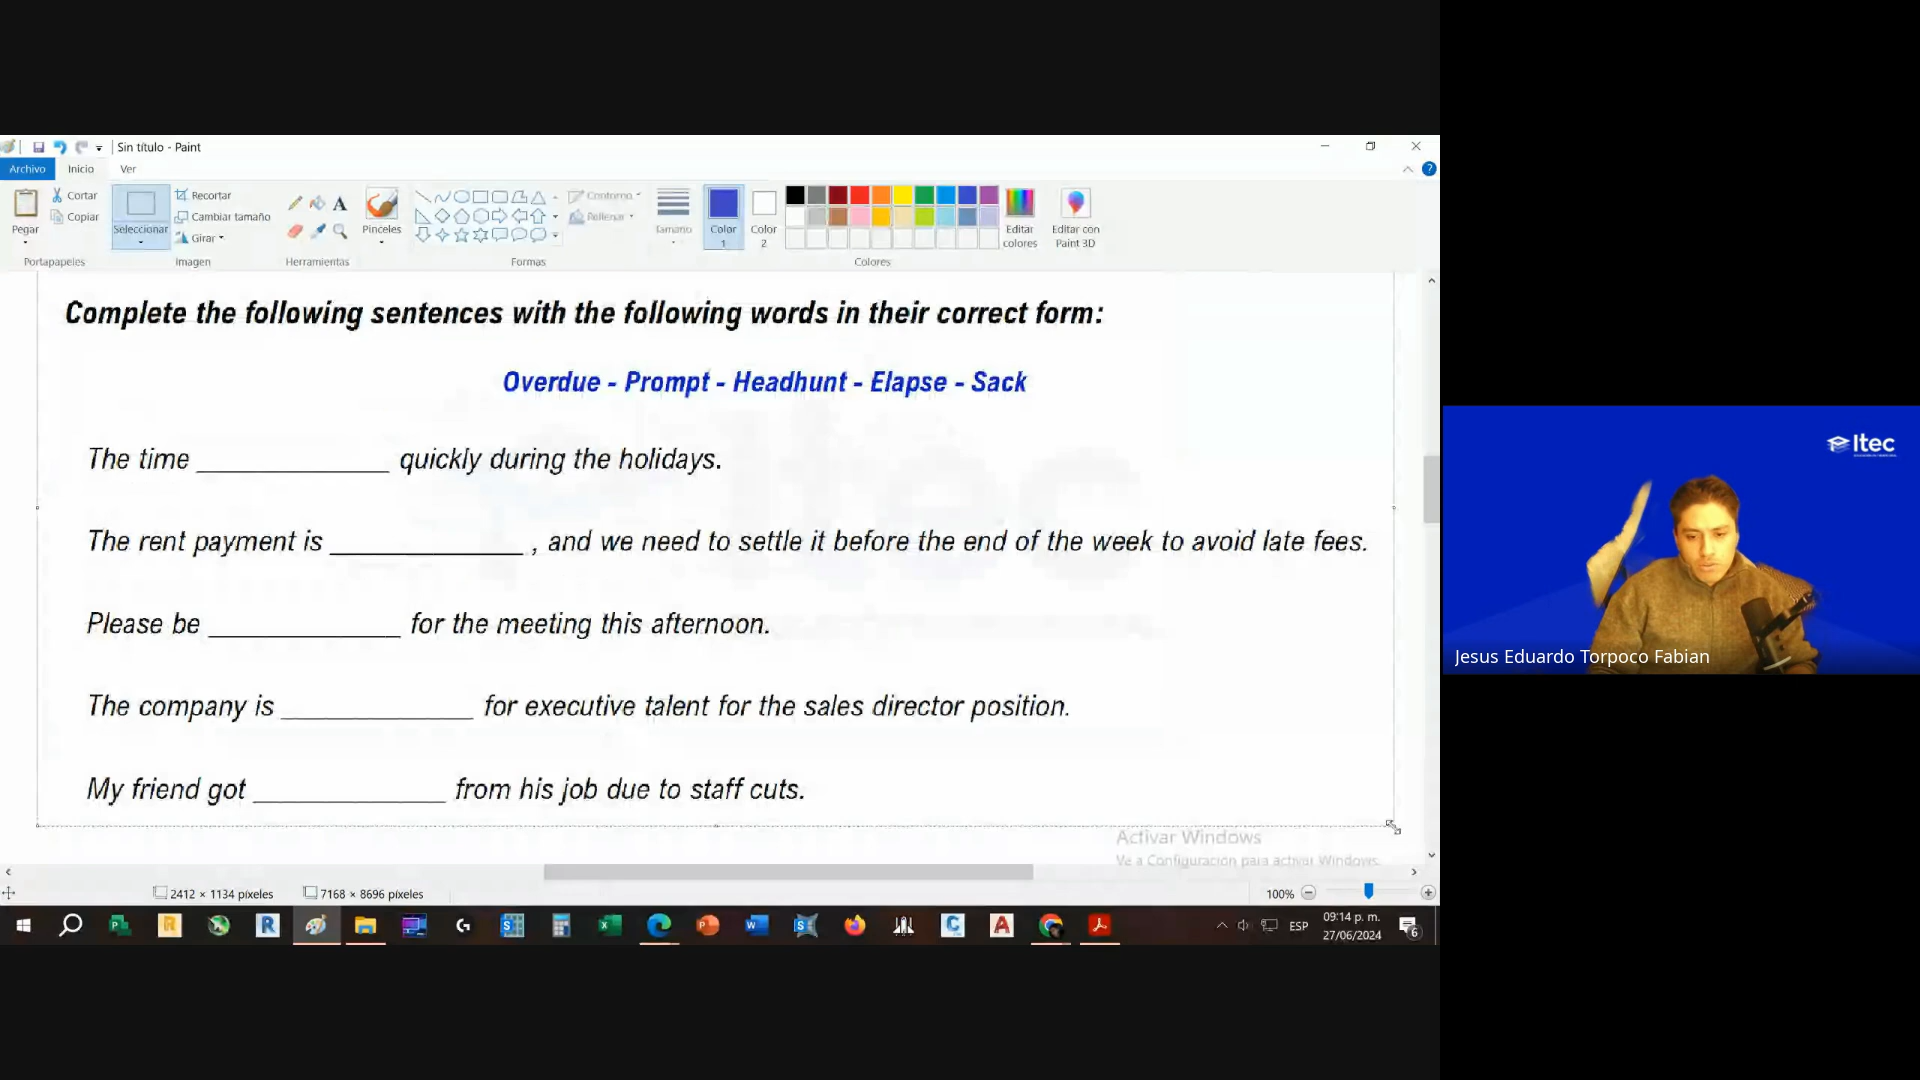 Sin título - Paint
Archivo Inicio Ver
Pegar
Cortar
Copiar
Portapapeles
Seleccionar
Recortar
Cambiar tamaño
Girar
Imagen
A
Herramientas
Pinceles
Contorno
Rellenar
Formas
Tamaño
Color 1
Color 2
Editar colores
Colores
Editar con Paint 3D
Complete the following sentences with the following words in their correct form:
Overdue - Prompt - Headhunt - Elapse - Sack
The time _____________ quickly during the holidays.
The rent payment is _____________ , and we need to settle it before the end of the week to avoid late fees.
Please be _____________ for the meeting this afternoon.
The company is _____________ for executive talent for the sales director position.
My friend got _____________ from his job due to staff cuts.
Activar Windows
Ve a Configuración para activar Windows.
2412 × 1134 píxeles
7168 × 8696 píxeles
100%
ESP
09:14 p. m.
27/06/2024
6
Itec
Jesus Eduardo Torpoco Fabian